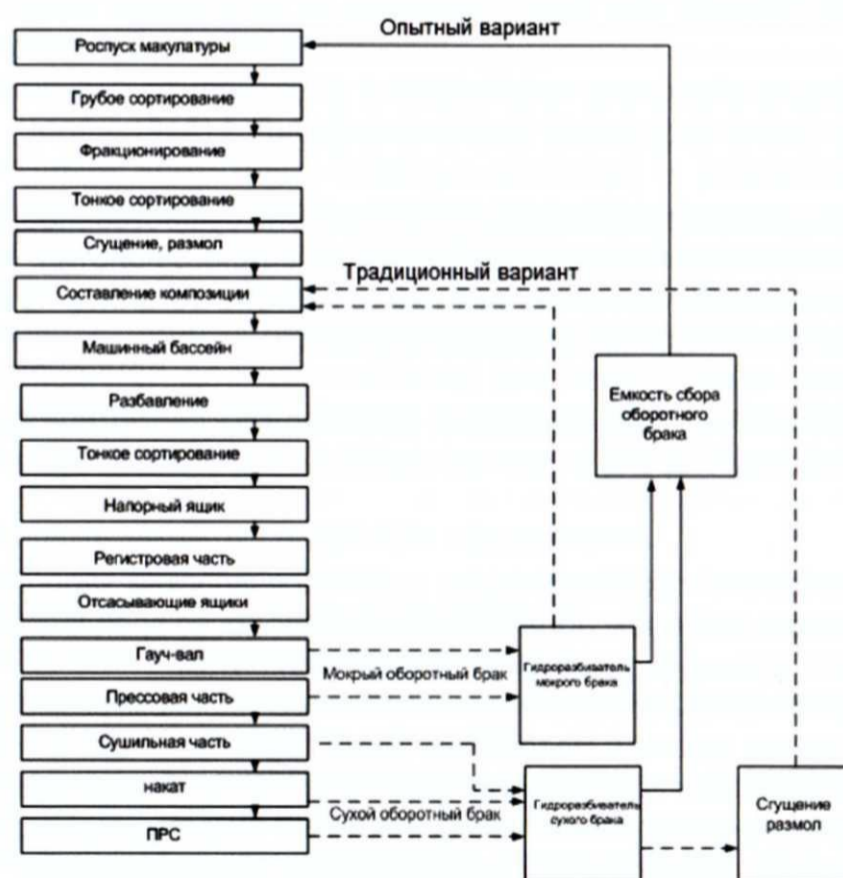 Опытный вариант
Роспуск макулатуры
Грубое сортирование
Фракционирование
Тонкое сортирование
Сгущение, размол
Традиционный вариант
Составление композиции
Машинный бассейн
Разбавление
Емкость сбора
оборотного
брака
Тонкое сортирование
Напорный ящик
Регистровая часть
Отсасывающие ящики
Гауч-вал
Мокрый оборотный брак
Гидроразбиватель
мокрого брака
Прессовая часть
Сушильная часть
накат
Сухой оборотный брак
Гидроразбиватель
сухого брака
Сгущение
размол
ПРС